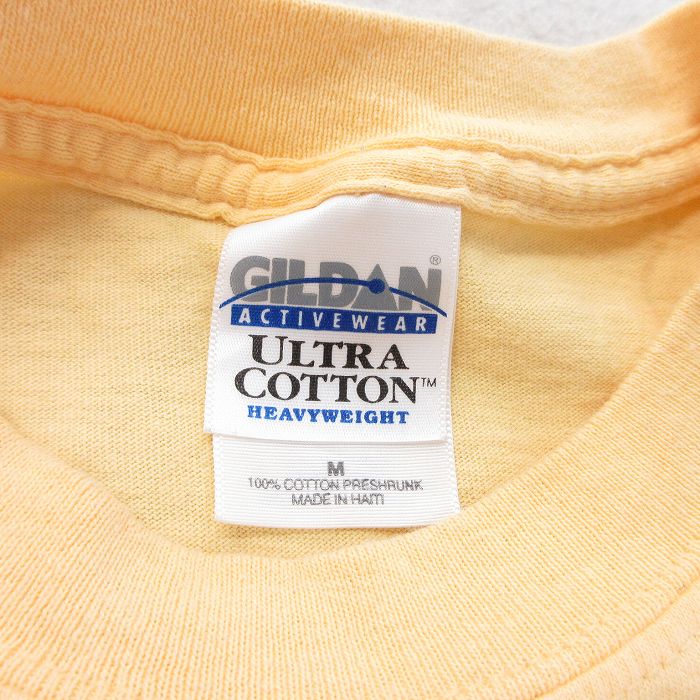 GILDAN®
ACTIVEWEAR
ULTRA
COTTON™
HEAVYWEIGHT
M
100% COTTON PRESHRUNK
MADE IN HAITI